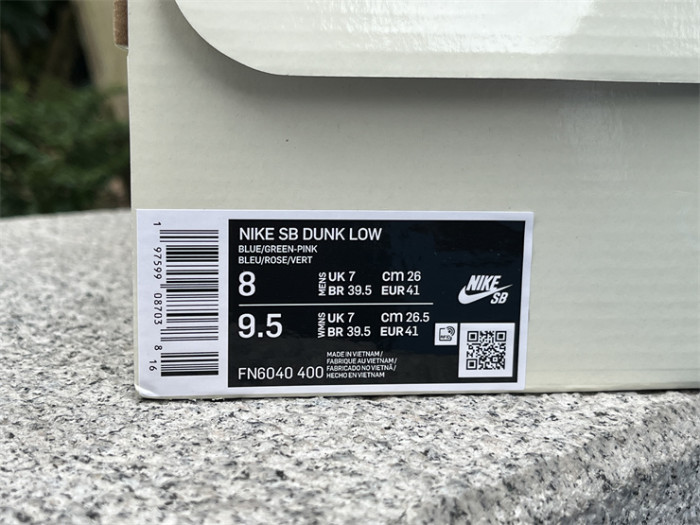 1 97599 08703 8 16
NIKE SB DUNK LOW
BLUE/GREEN-PINK
BLEU/ROSE/VERT
8 MENS UK 7 cm 26
BR 39.5 EUR 41
9.5 WMNS UK 7 cm 26.5
BR 39.5 EUR 41
FN6040 400
MADE IN VIETNAM/
FABRIQUE AU VIETNAM/
FABRICADO NO VIETNÃ/
HECHO EN VIETNAM
NIKE
SB